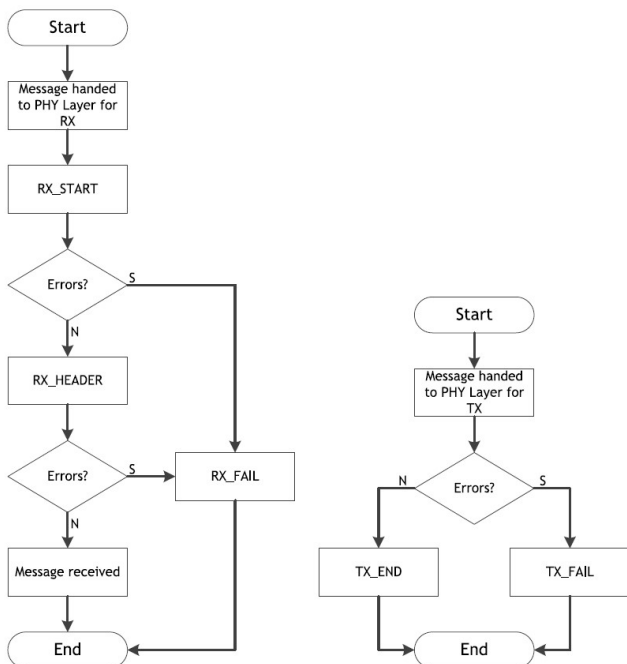 Start
Message handed
to PHY Layer for
RX
RX_START
Errors?
S
N
RX_HEADER
Errors?
S
RX_FAIL
N
Message received
End
Start
Message handed
to PHY Layer for
TX
Errors?
N
S
TX_END
TX_FAIL
End